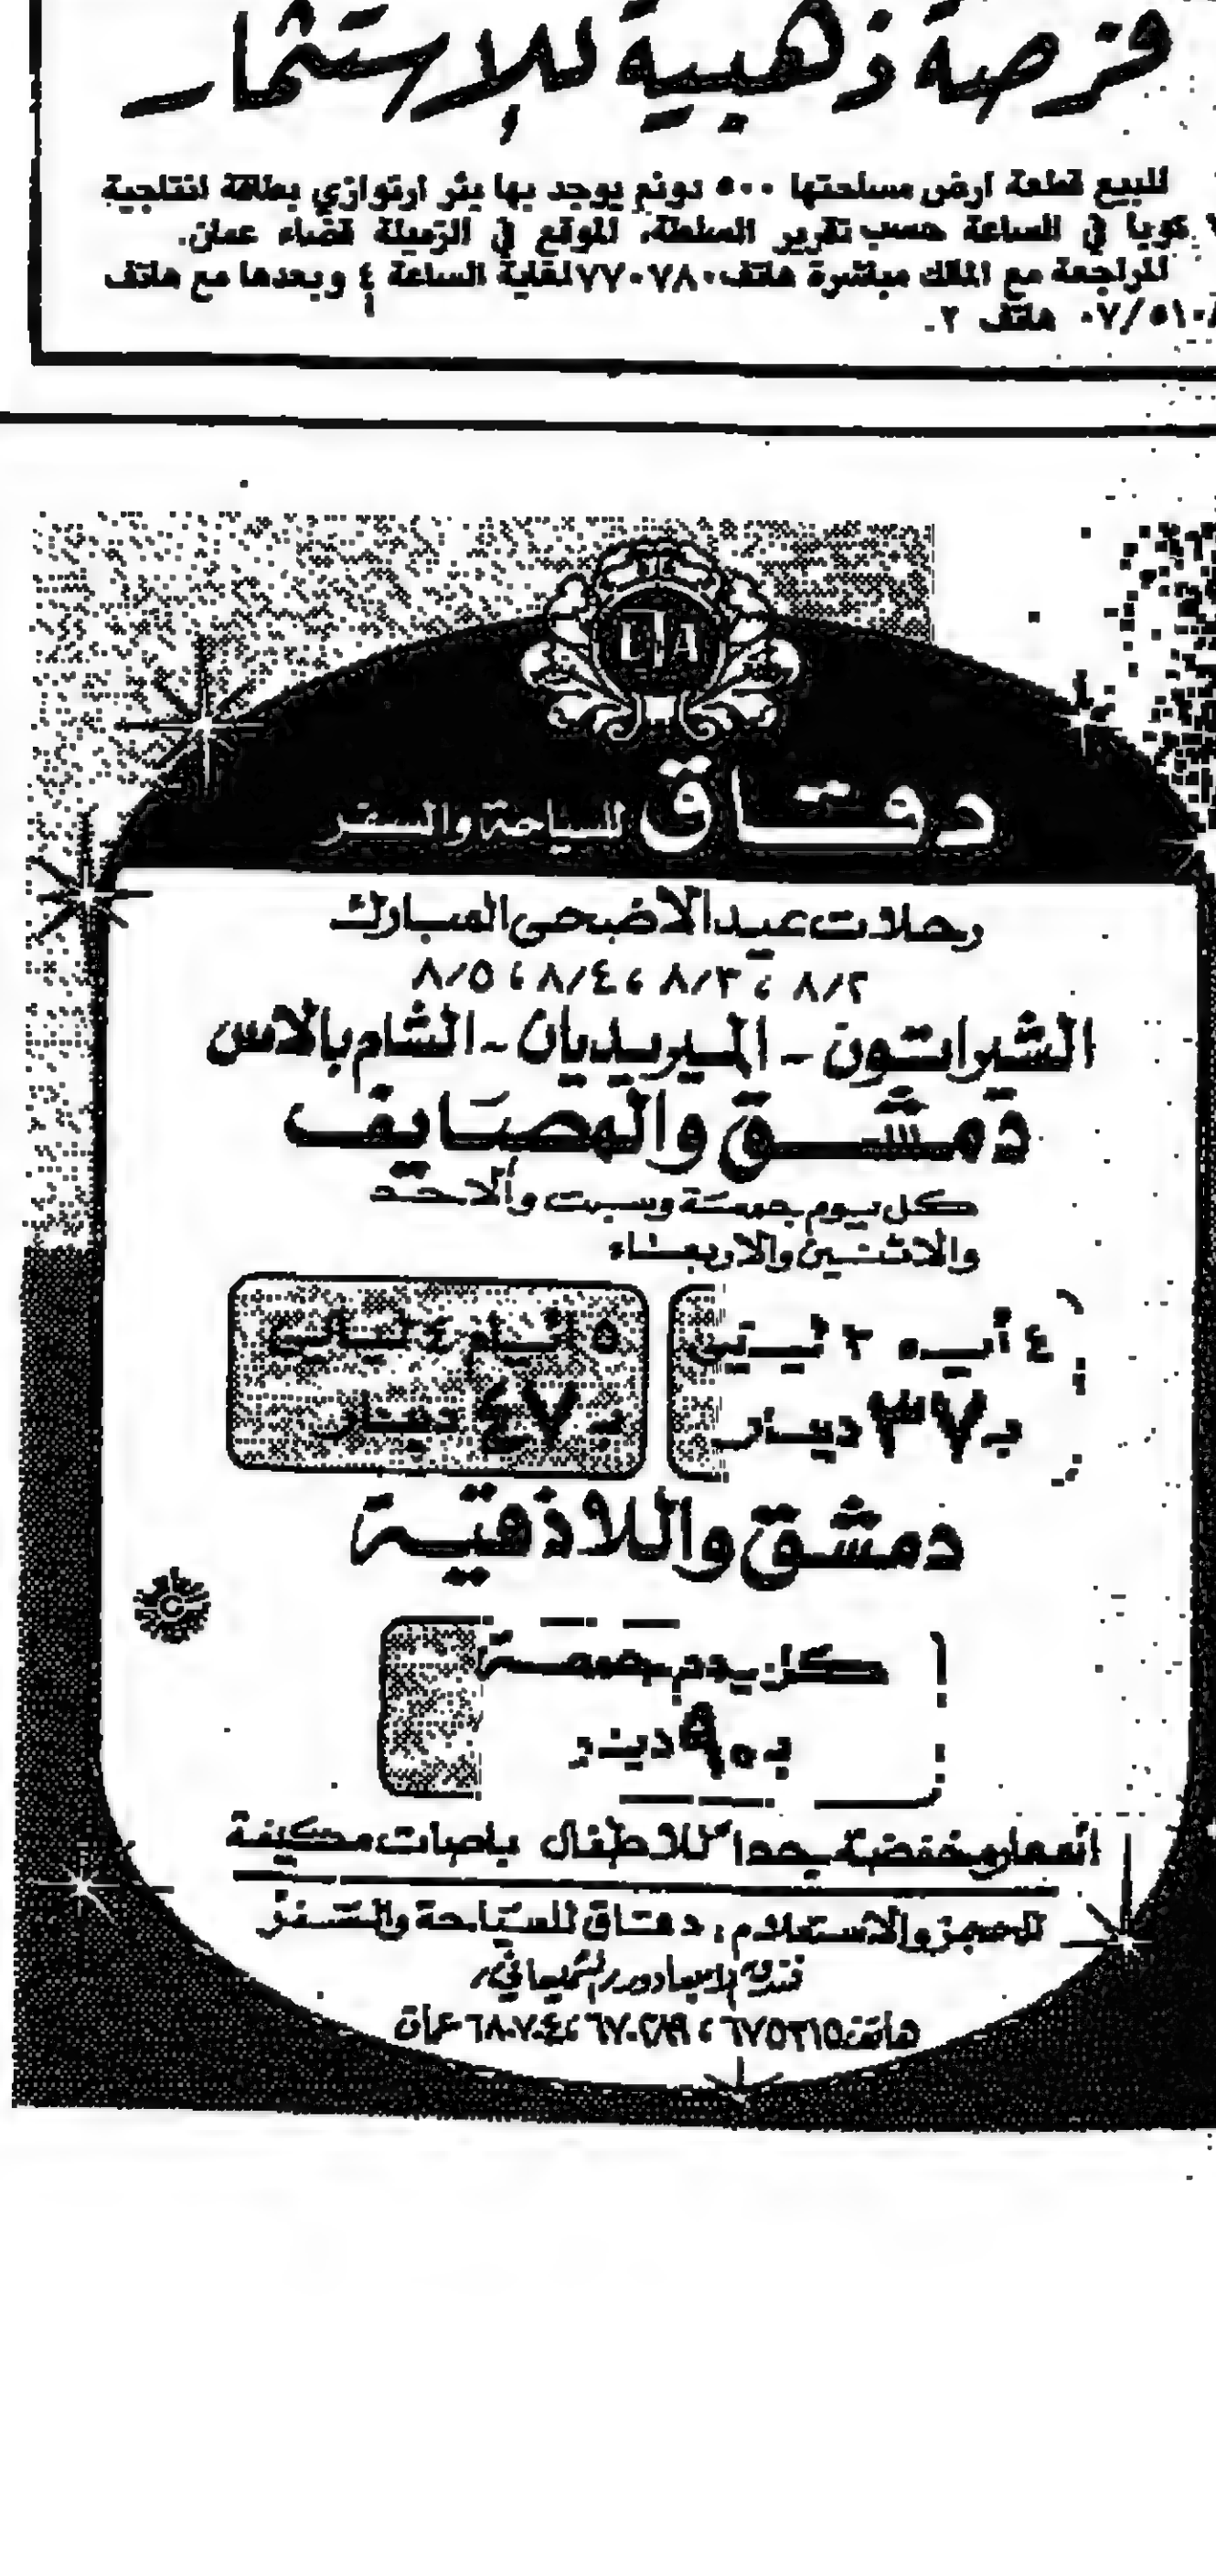 فرصة ذهبية للإستثمار
للبيع قطعة ارض مساحتها ٥٠٠ دونم يوجد بها بئر ارتوازي بطاقة انتاجية
كوبا في الساعة حسب تقرير السلطة. الموقع في الزميلة قضاء عمان.
للمراجعة مع المالك مباشرة هاتف ٧٧٠٧٨٠ لغاية الساعة ٤ وبعدها مع هاتف
هاتف ٢.
دقاق للسياحة والسفر
رحلات عيد الاضحى المبارك
٨/٢ ، ٨/٣ ، ٨/٤ ، ٨/٥
الشيراتون - الميريديان - الشام بالاس
دمشق والمصايف
كل يوم جمعة وسبت والاحد
والاثنين والاربعاء
٤ أيام ٣ ليالي
بـ ٣٧ دينار
٥ أيام ٤ ليالي
بـ ٤٧ دينار
دمشق واللاذقية
كل يوم جمعة
بـ ٩٠ دينار
اسعار مخفضة جدا للاطفال باصات مكيفة
للحجز والاستعلام: دقاق للسياحة والسفر
فندق امباسادور الشميساني
هاتف عمان